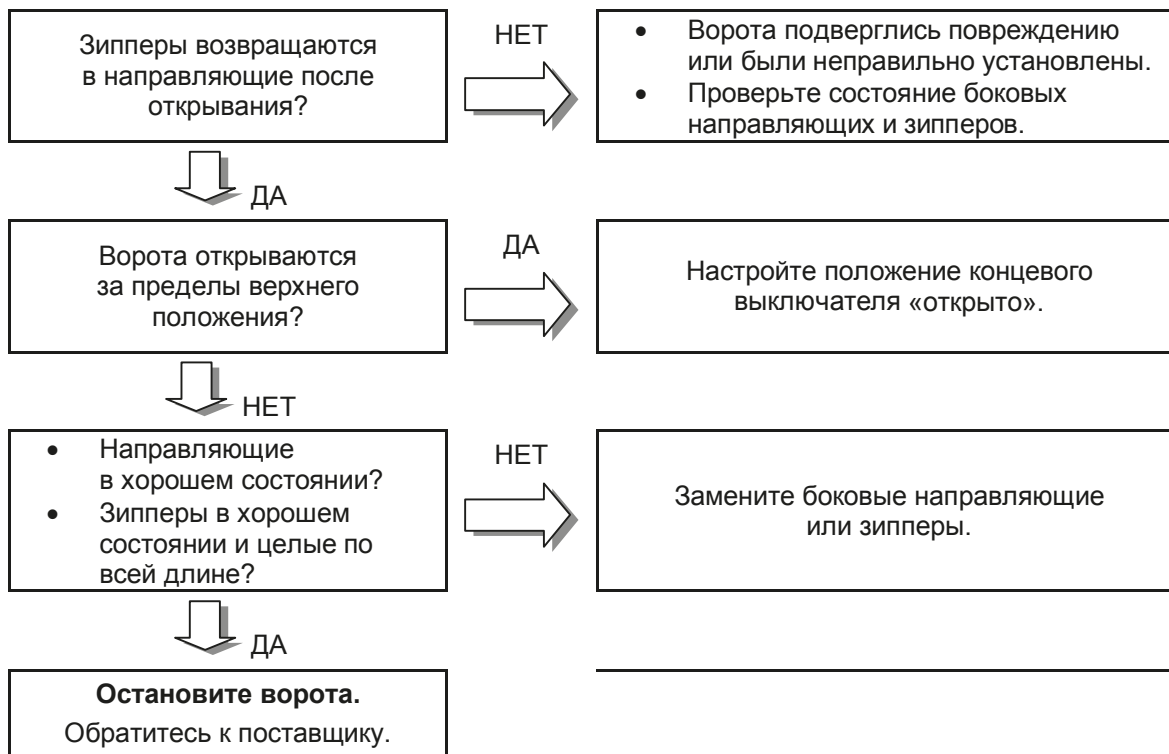 Зипперы возвращаются
в направляющие после
открывания?
НЕТ
• Ворота подверглись повреждению
или были неправильно установлены.
• Проверьте состояние боковых
направляющих и зипперов.
ДА
Ворота открываются
за пределы верхнего
положения?
ДА
Настройте положение концевого
выключателя «открыто».
НЕТ
• Направляющие
в хорошем состоянии?
• Зипперы в хорошем
состоянии и целые по
всей длине?
НЕТ
Замените боковые направляющие
или зипперы.
ДА
Остановите ворота.
Обратитесь к поставщику.